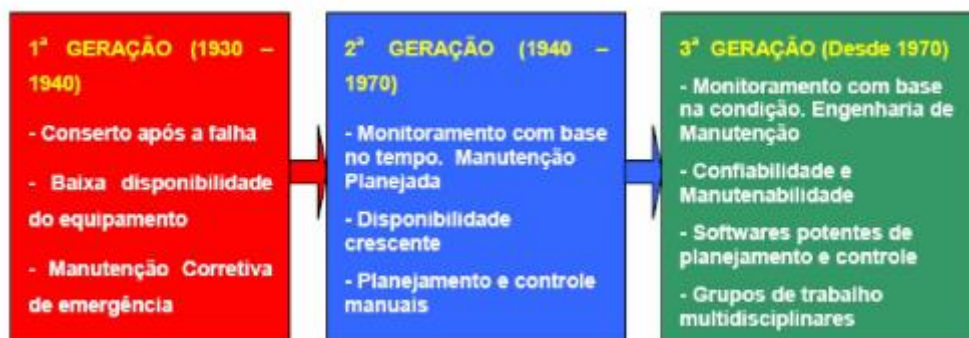 1ª GERAÇÃO (1930 –
1940)
- Conserto após a falha
- Baixa disponibilidade
do equipamento
- Manutenção Corretiva
de emergência
2ª GERAÇÃO (1940 –
1970)
- Monitoramento com base
no tempo. Manutenção
Planejada
- Disponibilidade
crescente
- Planejamento e controle
manuais
3ª GERAÇÃO (Desde 1970)
- Monitoramento com base
na condição. Engenharia de
Manutenção
- Confiabilidade e
Manutenabilidade
- Softwares potentes de
planejamento e controle
- Grupos de trabalho
multidisciplinares